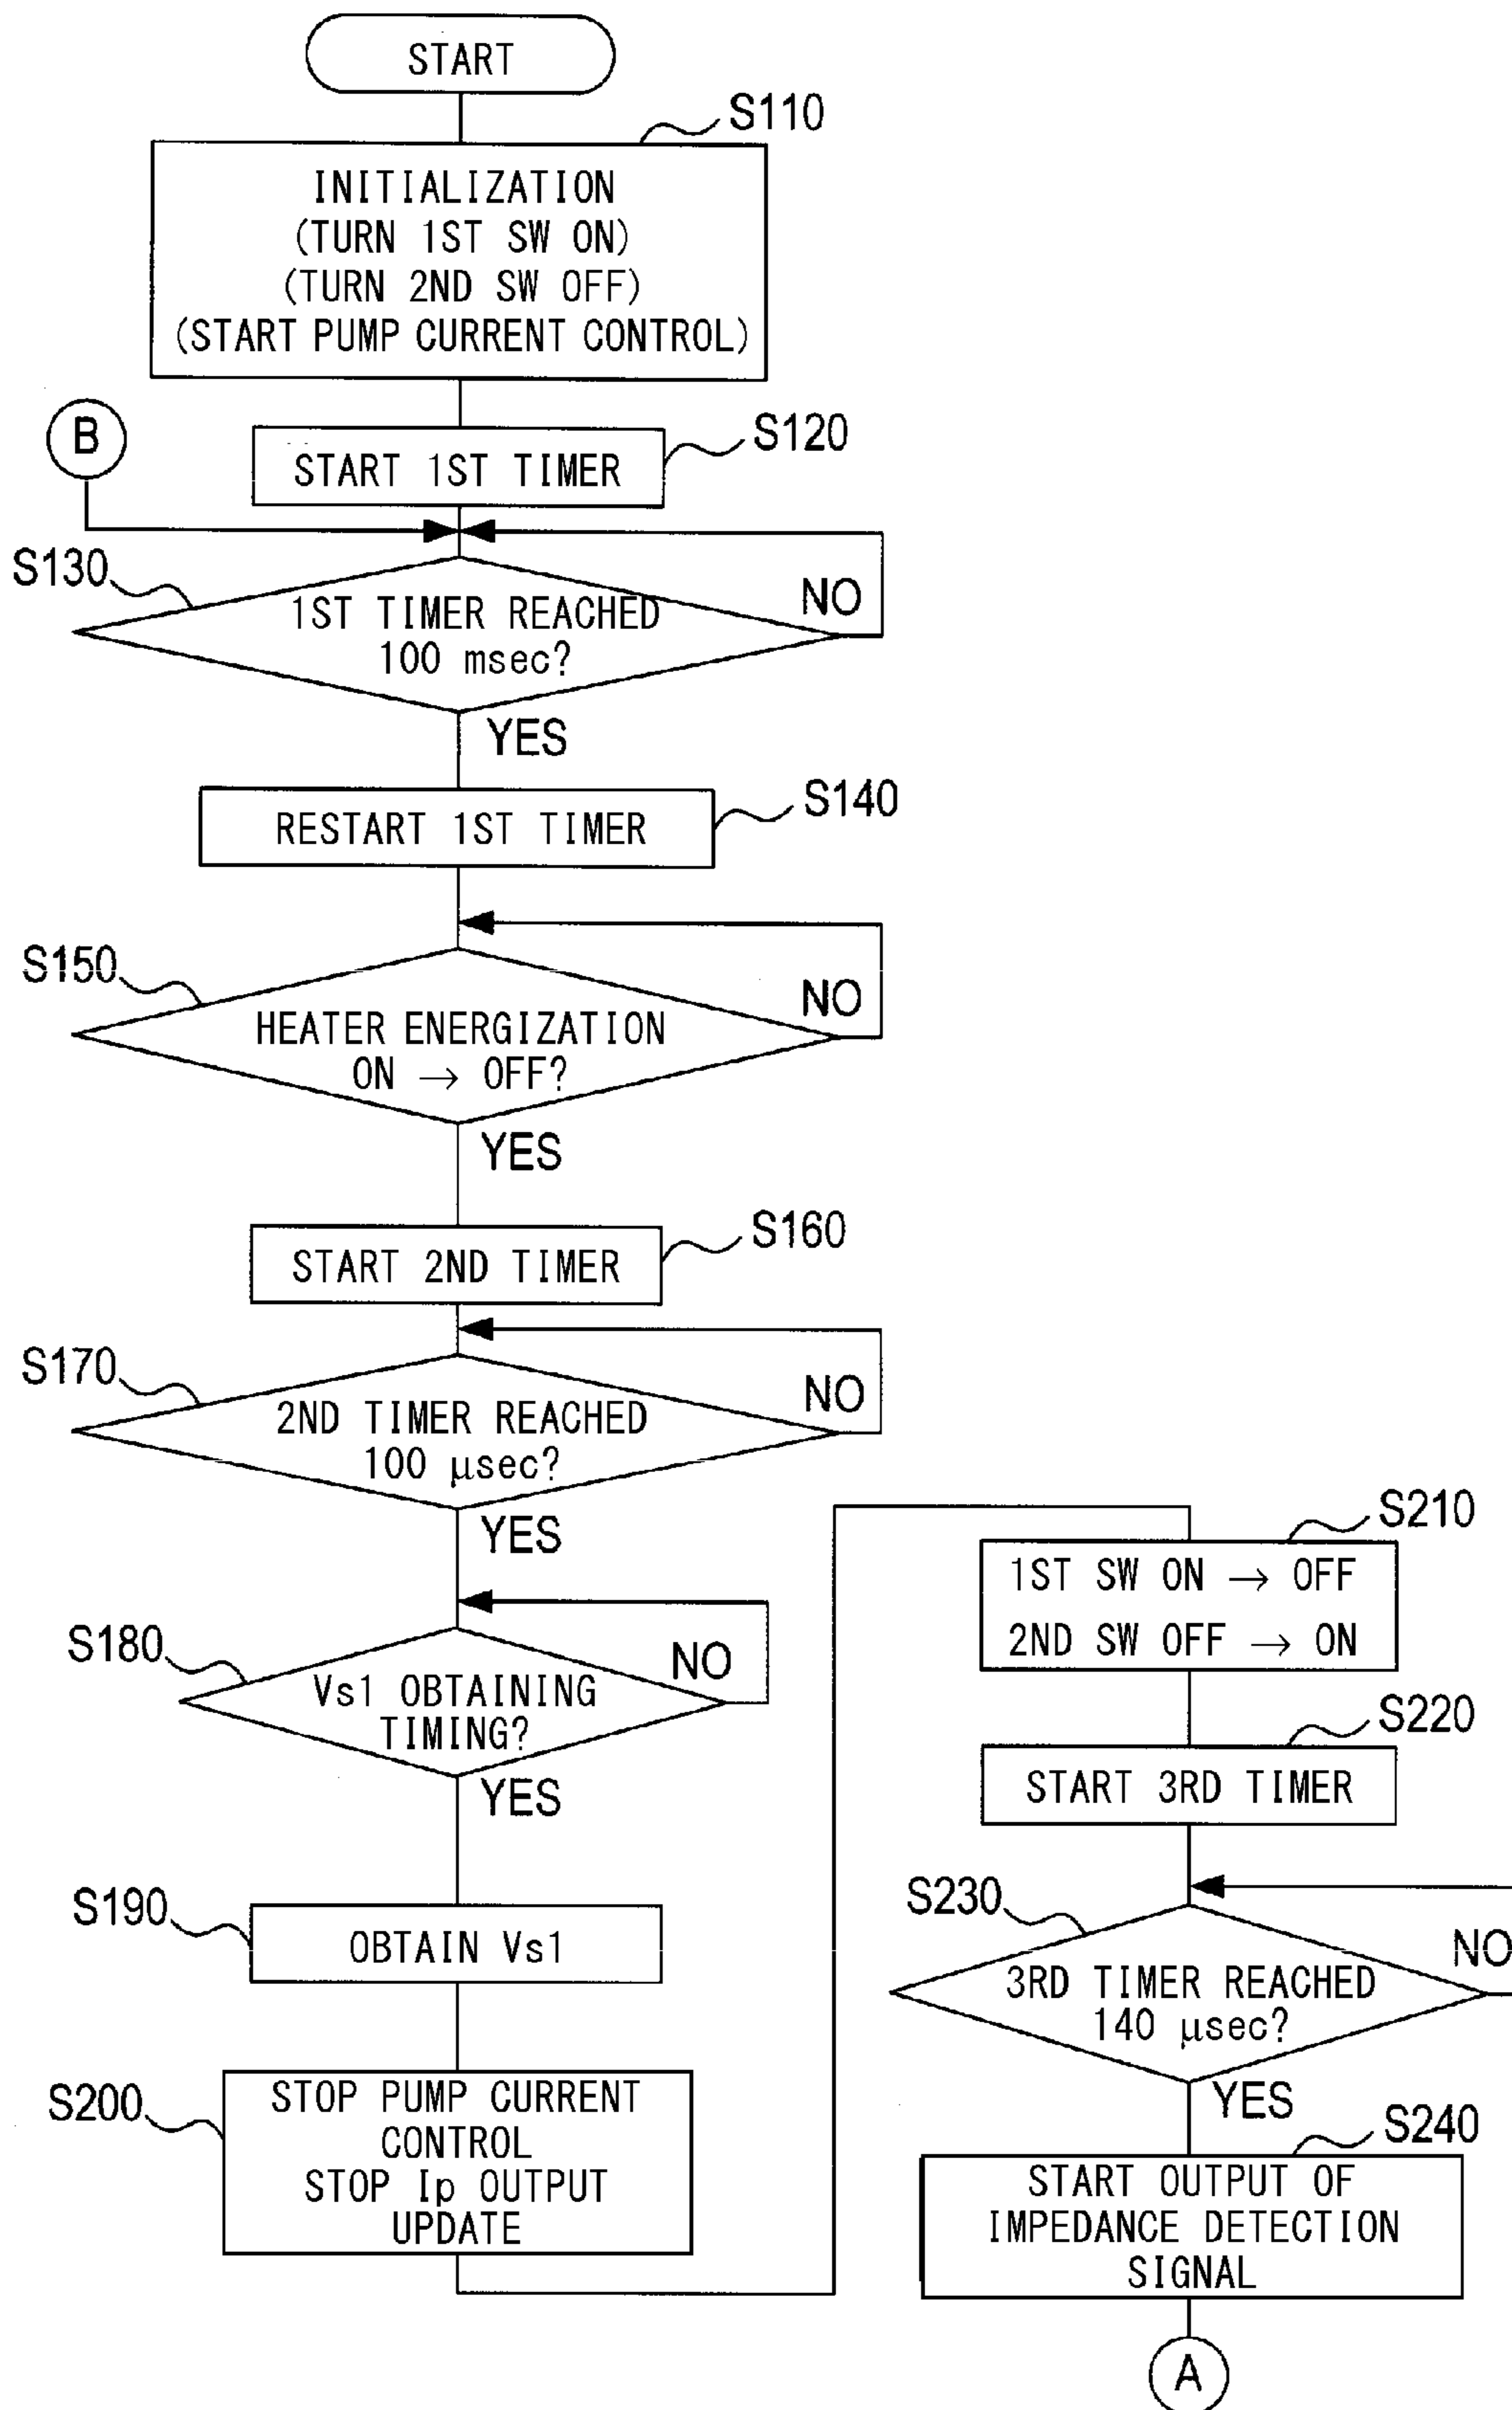 START
S110
INITIALIZATION
(TURN 1ST SW ON)
(TURN 2ND SW OFF)
(START PUMP CURRENT CONTROL)
B
S120
START 1ST TIMER
S130
1ST TIMER REACHED
100 msec?
NO
YES
S140
RESTART 1ST TIMER
S150
HEATER ENERGIZATION
ON → OFF?
NO
YES
S160
START 2ND TIMER
S170
2ND TIMER REACHED
100 μsec?
NO
YES
S180
Vs1 OBTAINING
TIMING?
NO
YES
S190
OBTAIN Vs1
S200
STOP PUMP CURRENT
CONTROL
STOP Ip OUTPUT
UPDATE
S210
1ST SW ON → OFF
2ND SW OFF → ON
S220
START 3RD TIMER
S230
3RD TIMER REACHED
140 μsec?
NO
YES
S240
START OUTPUT OF
IMPEDANCE DETECTION
SIGNAL
A